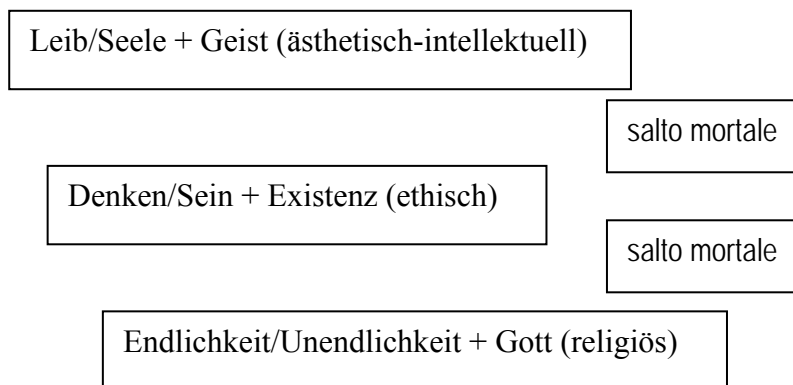 Leib/Seele + Geist (ästhetisch-intellektuell)
salto mortale
Denken/Sein + Existenz (ethisch)
salto mortale
Endlichkeit/Unendlichkeit + Gott (religiös)